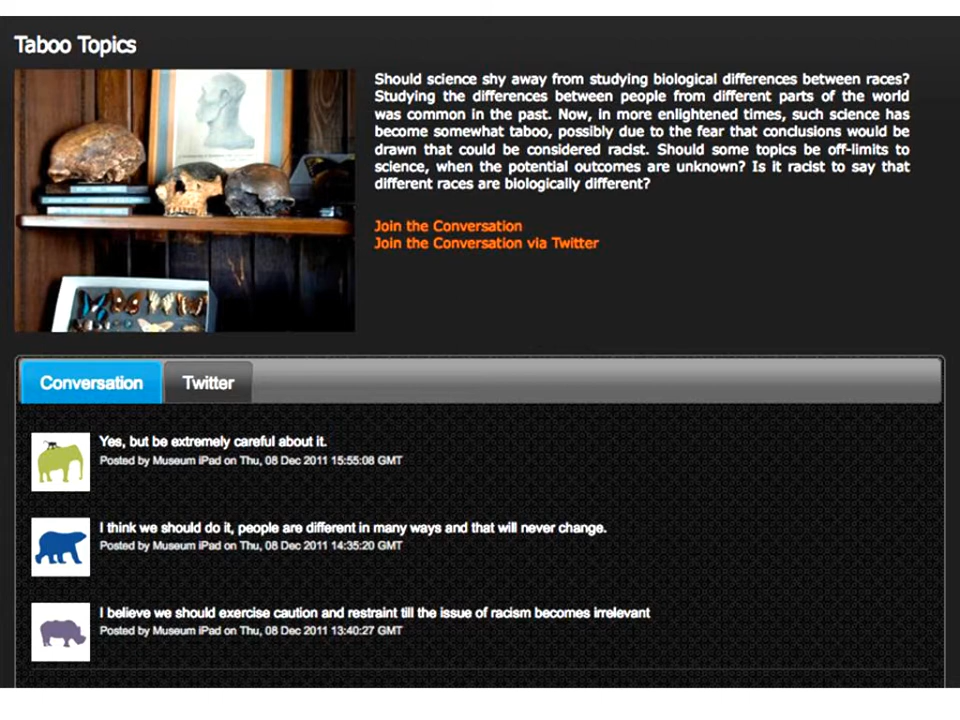 Taboo Topics
Should science shy away from studying biological differences between races?
Studying the differences between people from different parts of the world
was common in the past. Now, in more enlightened times, such science has
become somewhat taboo, possibly due to the fear that conclusions would be
drawn that could be considered racist. Should some topics be off-limits to
science, when the potential outcomes are unknown? Is it racist to say that
different races are biologically different?
Join the Conversation
Join the Conversation via Twitter
Conversation Twitter
Yes, but be extremely careful about it.
Posted by Museum iPad on Thu, 08 Dec 2011 15:55:08 GMT
I think we should do it, people are different in many ways and that will never change.
Posted by Museum iPad on Thu, 08 Dec 2011 14:35:20 GMT
I believe we should exercise caution and restraint till the issue of racism becomes irrelevant
Posted by Museum iPad on Thu, 08 Dec 2011 13:40:27 GMT